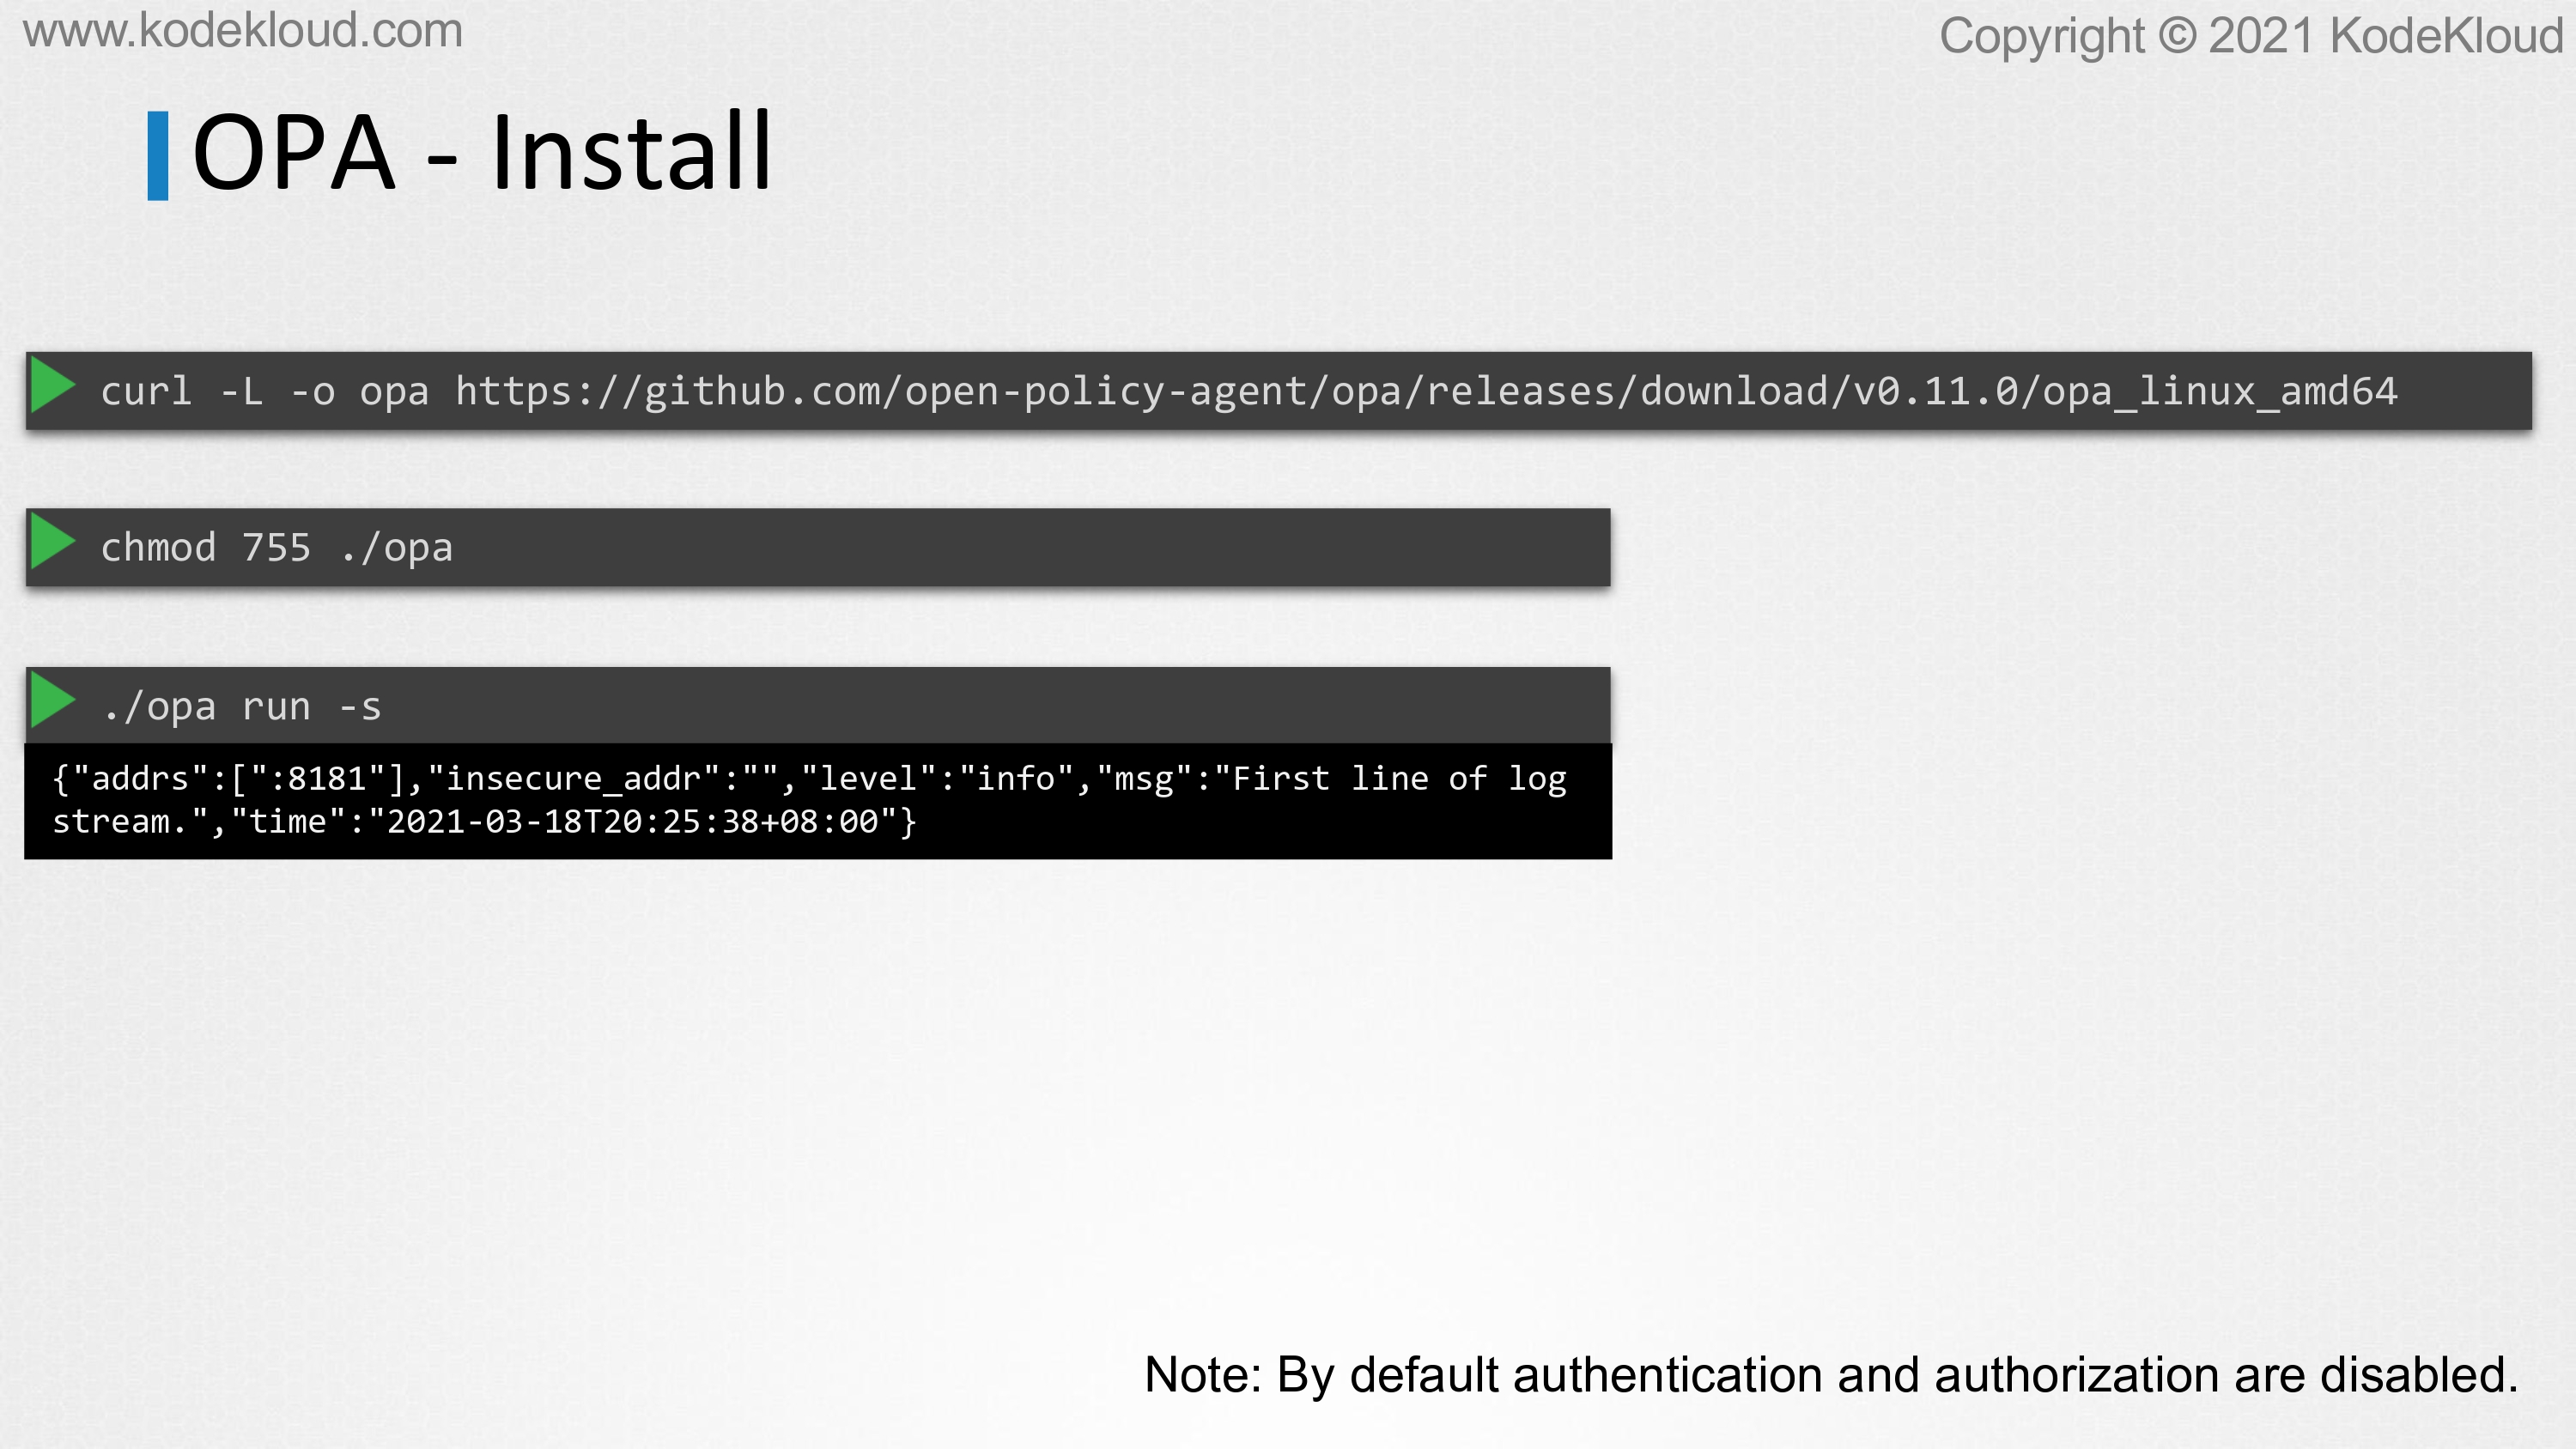 www.kodekloud.com
Copyright © 2021 KodeKloud
OPA - Install
curl -L -o opa https://github.com/open-policy-agent/opa/releases/download/v0.11.0/opa_linux_amd64
chmod 755 ./opa
./opa run -s
{"addrs":[":8181"],"insecure_addr":"","level":"info","msg":"First line of log
stream.","time":"2021-03-18T20:25:38+08:00"}
Note: By default authentication and authorization are disabled.